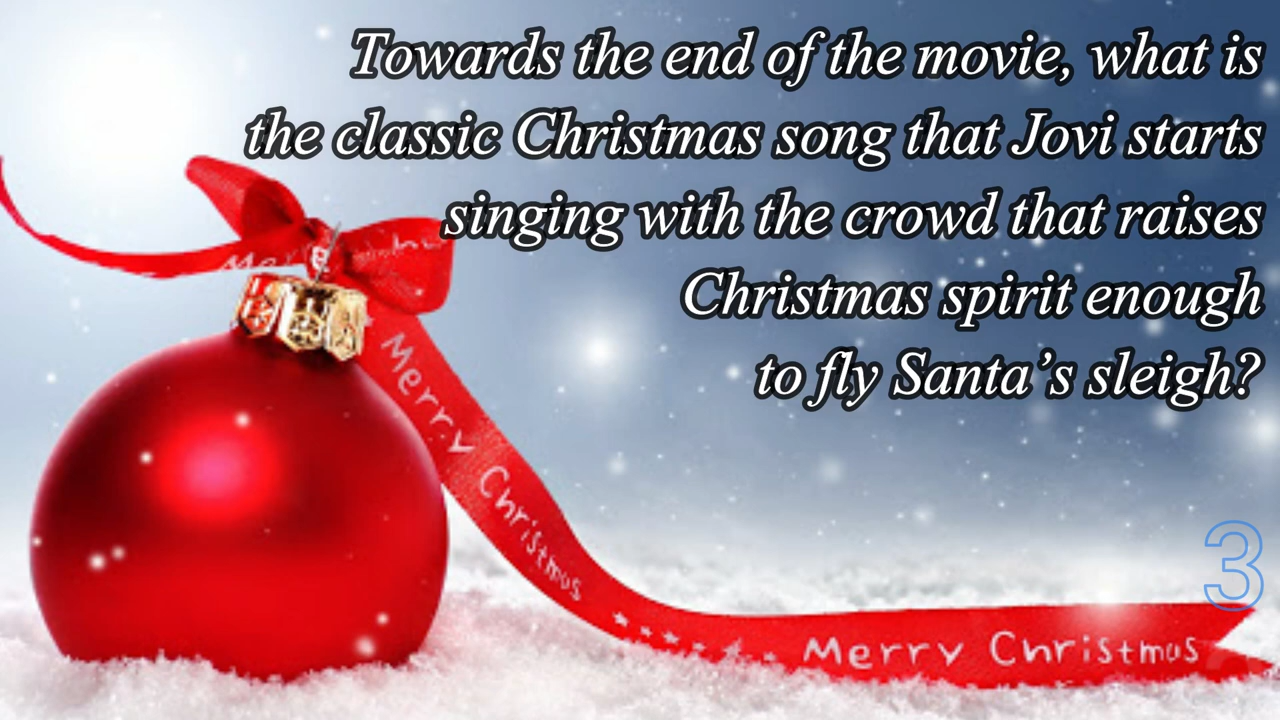 Towards the end of the movie, what is
the classic Christmas song that Jovi starts
singing with the crowd that raises
Christmas spirit enough
to fly Santa’s sleigh?
Merry Christmas
3
Merry Christmas